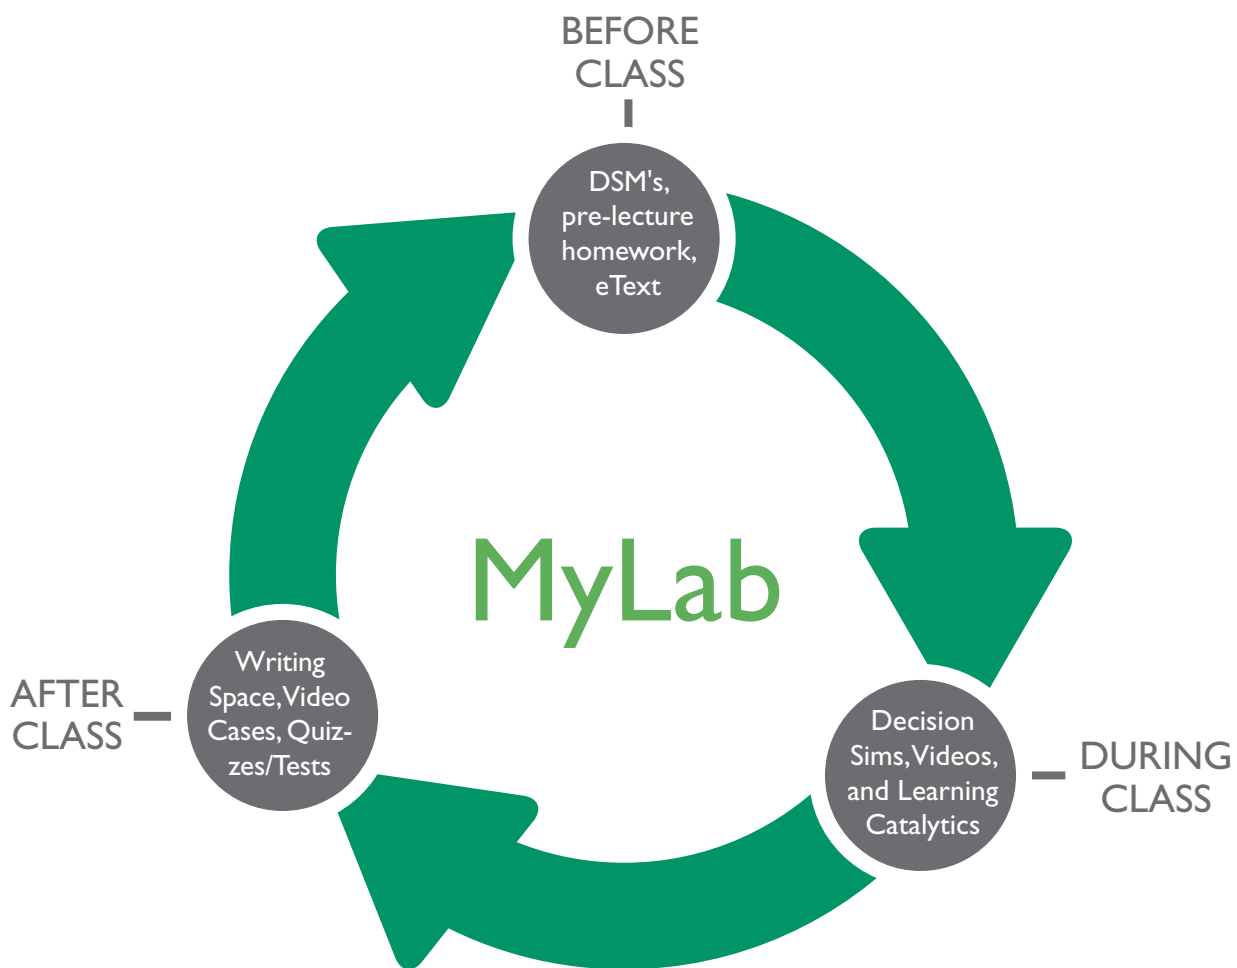 BEFORE
CLASS
DSM's,
pre-lecture
homework,
eText
MyLab
AFTER
CLASS
Writing
Space, Video
Cases, Quiz-
zes/Tests
Decision
Sims, Videos,
and Learning
Catalytics
DURING
CLASS